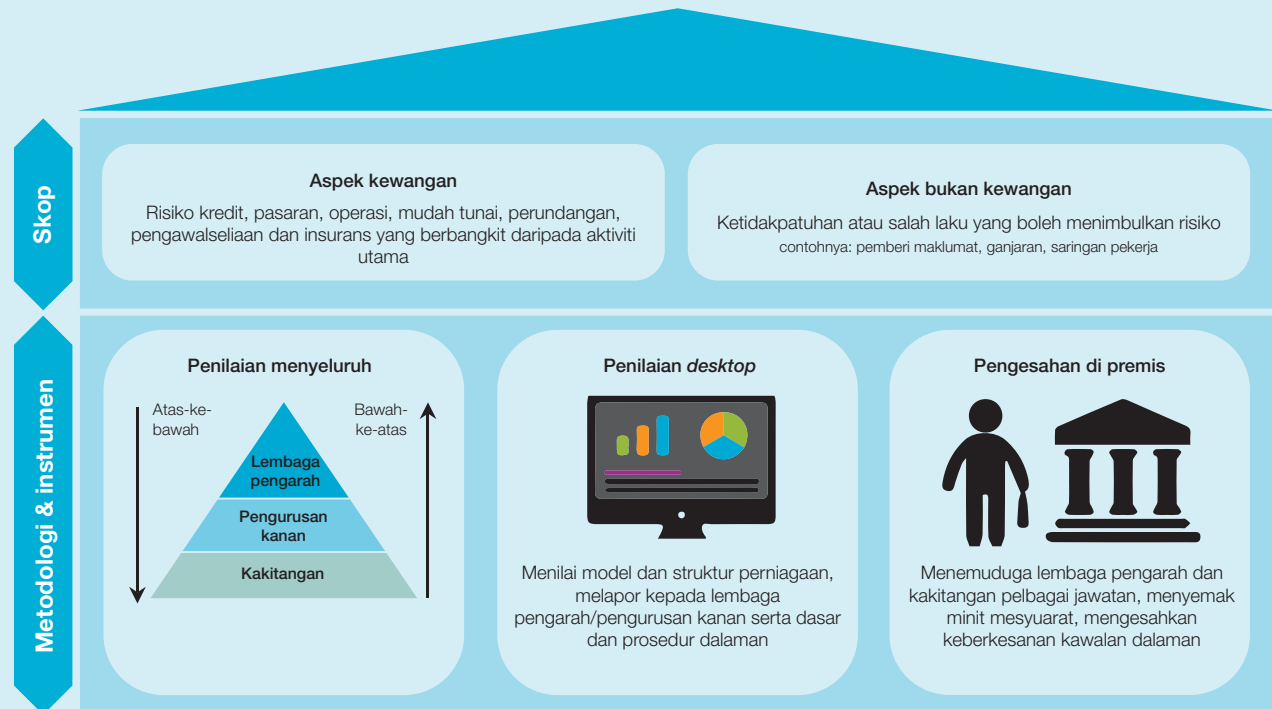 Skop
Aspek kewangan
Risiko kredit, pasaran, operasi, mudah tunai, perundangan,
pengawalseliaan dan insurans yang berbangkit daripada aktiviti
utama
Aspek bukan kewangan
Ketidakpatuhan atau salah laku yang boleh menimbulkan risiko
contohnya: pemberi maklumat, ganjaran, saringan pekerja
Metodologi & instrumen
Penilaian menyeluruh
Atas-ke-
bawah
Bawah-
ke-atas
Lembaga
pengarah
Pengurusan
kanan
Kakitangan
Penilaian desktop
Menilai model dan struktur perniagaan,
melapor kepada lembaga
pengarah/pengurusan kanan serta dasar
dan prosedur dalaman
Pengesahan di premis
Menemuduga lembaga pengarah dan
kakitangan pelbagai jawatan, menyemak
minit mesyuarat, mengesahkan
keberkesanan kawalan dalaman